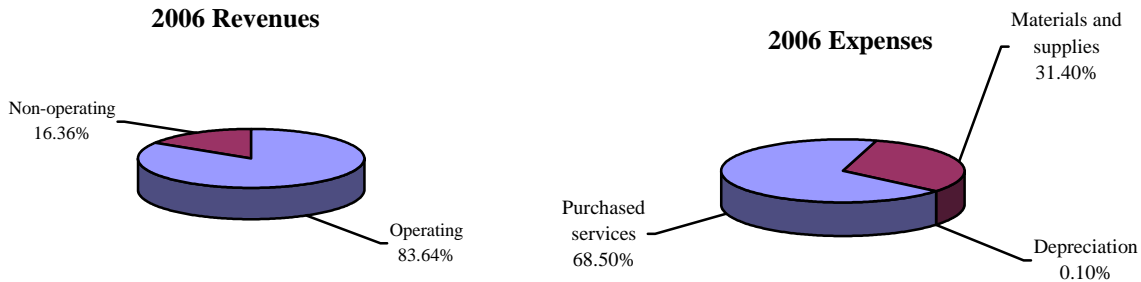 2006 Revenues
Non-operating
16.36%
Operating
83.64%
2006 Expenses
Materials and
supplies
31.40%
Purchased
services
68.50%
Depreciation
0.10%